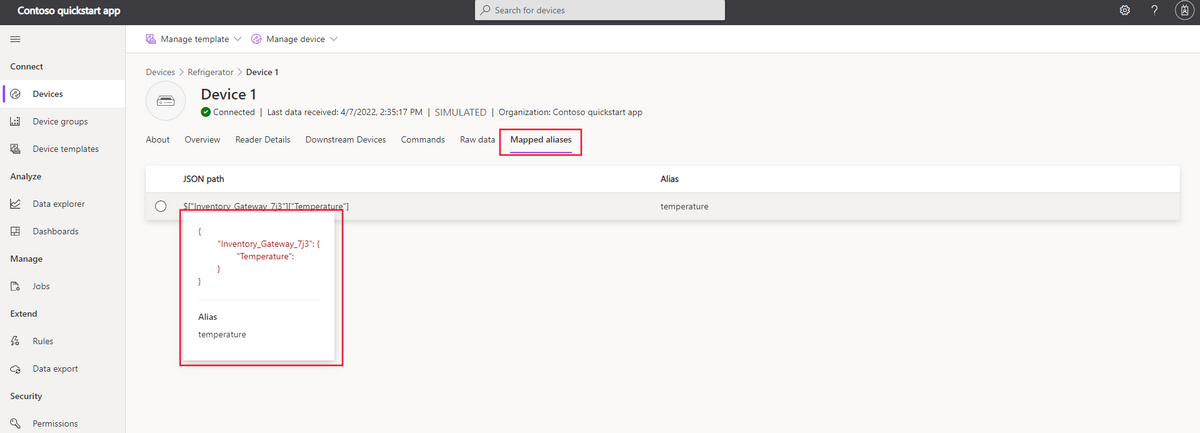 Contoso quickstart app
Search for devices
?
Manage template
Manage device
Connect
Devices
Device groups
Device templates
Analyze
Data explorer
Dashboards
Manage
Jobs
Extend
Rules
Data export
Security
Permissions
Devices > Refrigerator > Device 1
Device 1
Connected | Last data received: 4/7/2022, 2:35:17 PM | SIMULATED | Organization: Contoso quickstart app
About Overview Reader Details Downstream Devices Commands Raw data Mapped aliases
JSON path Alias
$["Inventory_Gateway_7j3"]["Temperature"] temperature
{
"Inventory_Gateway_7j3": {
"Temperature":
}
}
Alias
temperature